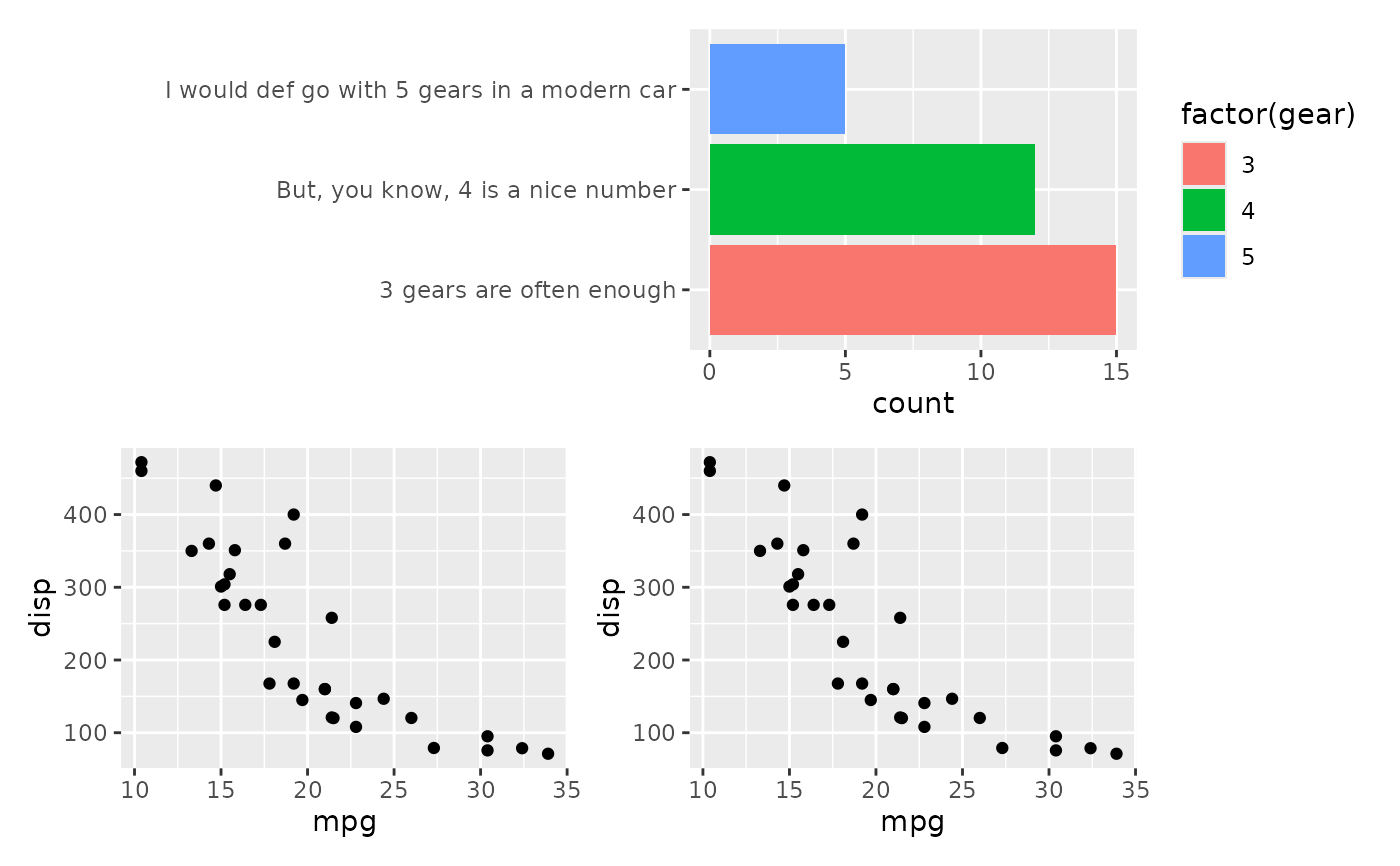 I would def go with 5 gears in a modern car
But, you know, 4 is a nice number
3 gears are often enough
0 5 10 15
count
factor(gear)
3
4
5
400
300
200
100
disp
10 15 20 25 30 35
mpg
400
300
200
100
disp
10 15 20 25 30 35
mpg